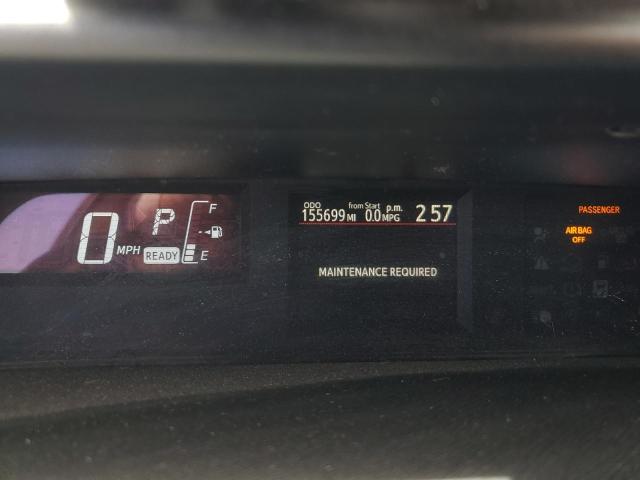 0 MPH
P
READY
F
E
ODO from Start p.m.
155699 MI 0.0 MPG 2 57
MAINTENANCE REQUIRED
PASSENGER
AIR BAG
OFF